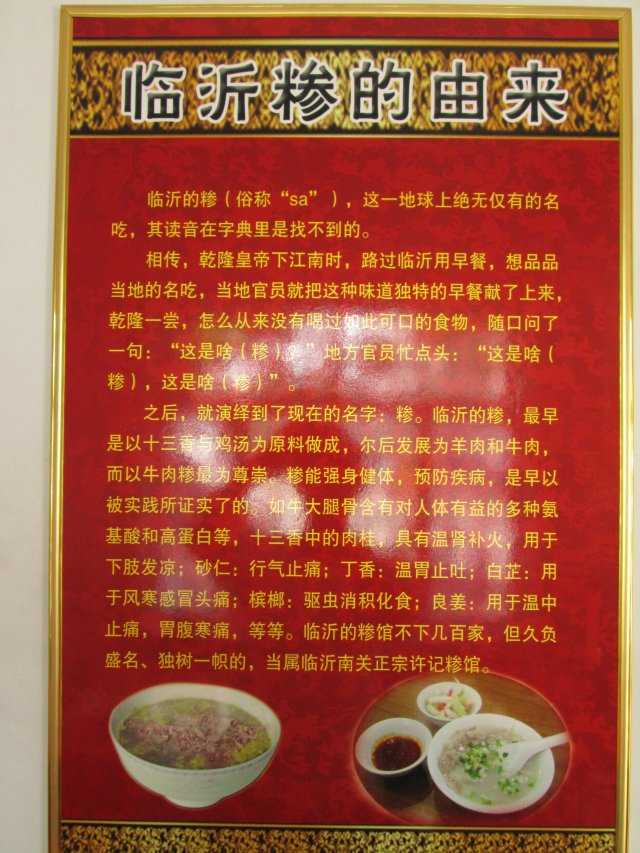 临沂糁的由来
临沂的糁（俗称“sa”），这一地球上绝无仅有的名
吃，其读音在字典里是找不到的。
相传，乾隆皇帝下江南时，路过临沂用早餐，想品品
当地的名吃，当地官员就把这种味道独特的早餐献了上来，
乾隆一尝，怎么从来没有喝过如此可口的食物，随口问了
一句：“这是啥（糁）？”地方官员忙点头：“这是啥（
糁），这是啥（糁）”。
之后，就演绎到了现在的名字：糁。临沂的糁，最早
是以十三香与鸡汤为原料做成，尔后发展为羊肉和牛肉，
而以牛肉糁最为尊崇。糁能强身健体，预防疾病，是早以
被实践所证实了的。如牛大腿骨含有对人体有益的多种氨
基酸和高蛋白等，十三香中的肉桂，具有温肾补火，用于
下肢发凉；砂仁：行气止痛；丁香：温胃止吐；白芷：用
于风寒感冒头痛；槟榔：驱虫消积化食；良姜：用于温中
止痛，胃腹寒痛，等等。临沂的糁馆不下几百家，但久负
盛名、独树一帜的，当属临沂南关正宗许记糁馆。